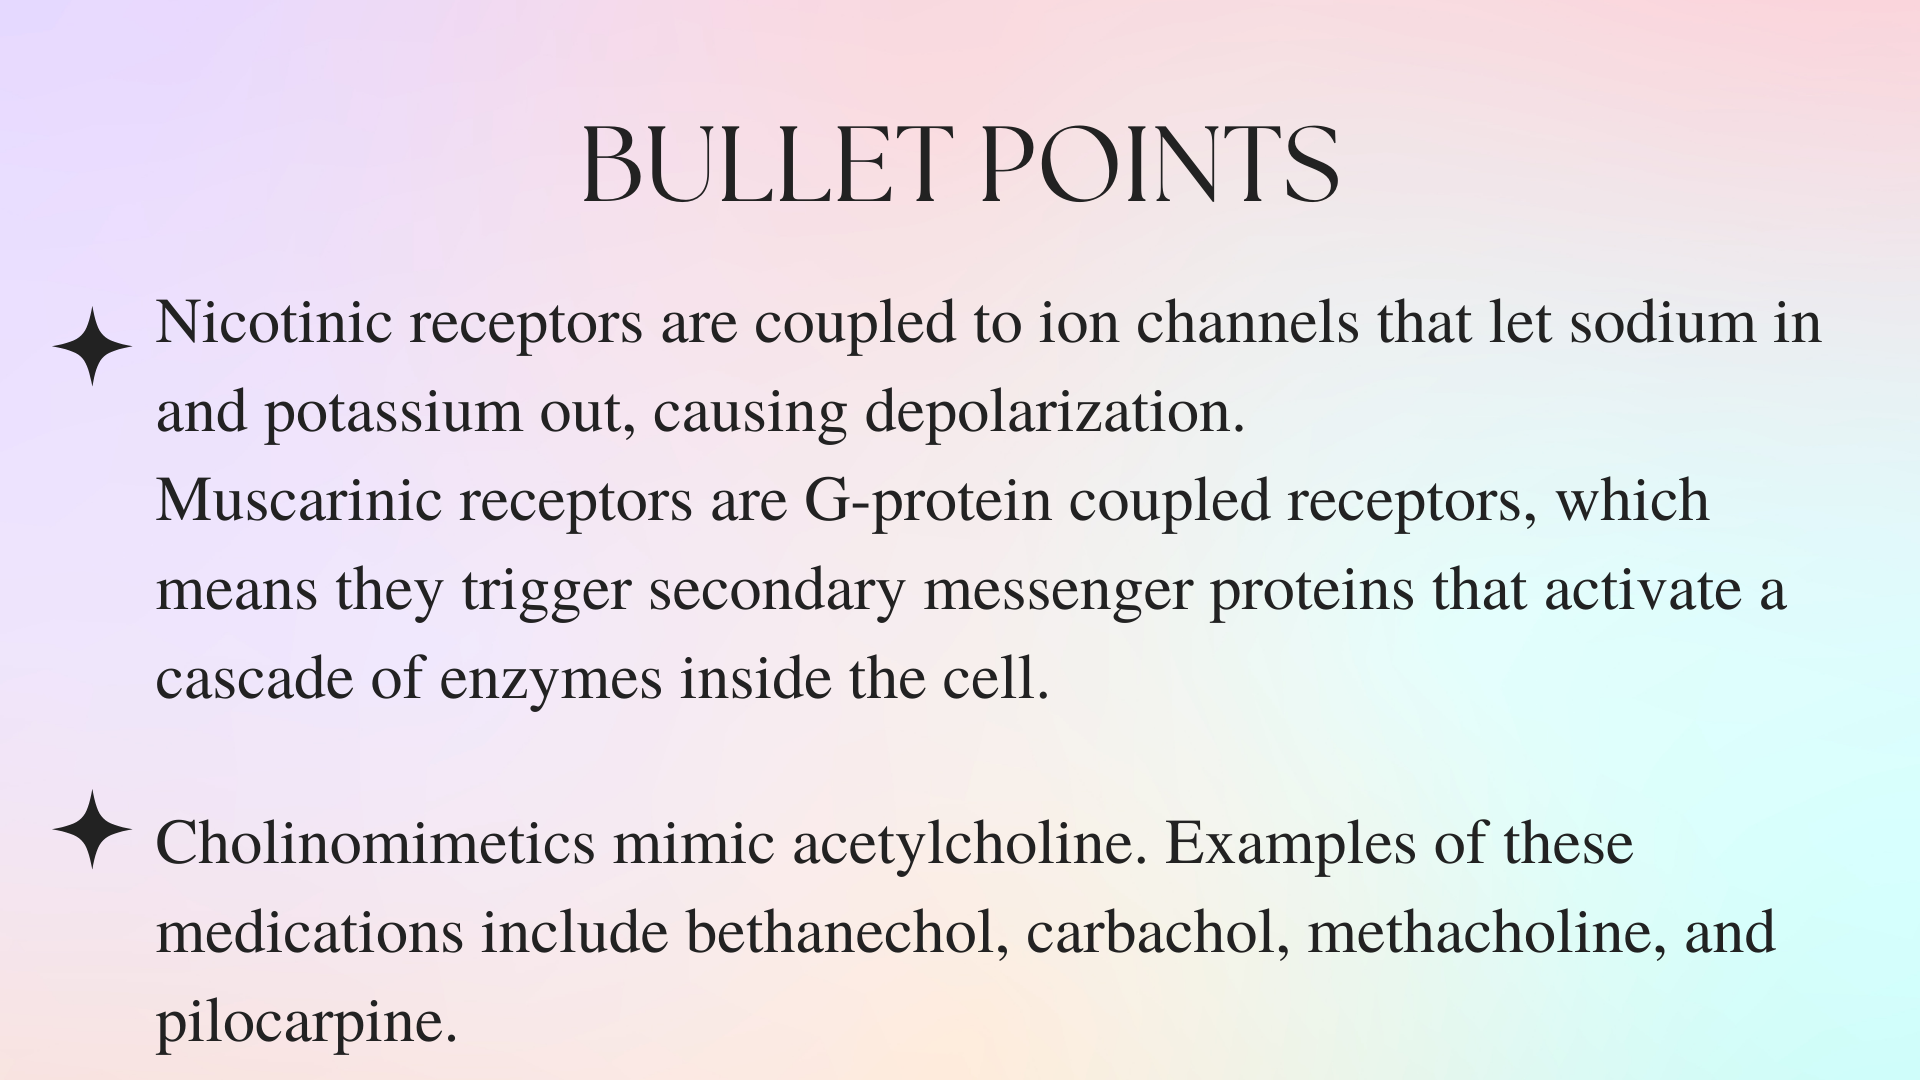 BULLET POINTS
Nicotinic receptors are coupled to ion channels that let sodium in
and potassium out, causing depolarization.
Muscarinic receptors are G-protein coupled receptors, which
means they trigger secondary messenger proteins that activate a
cascade of enzymes inside the cell.
Cholinomimetics mimic acetylcholine. Examples of these
medications include bethanechol, carbachol, methacholine, and
pilocarpine.